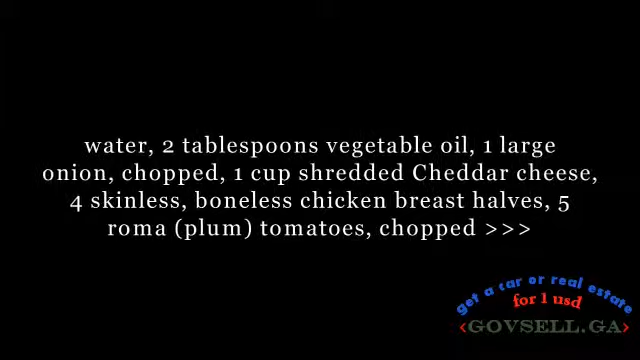 water, 2 tablespoons vegetable oil, 1 large
onion, chopped, 1 cup shredded Cheddar cheese,
4 skinless, boneless chicken breast halves, 5
roma (plum) tomatoes, chopped >>>
get a car or real estate
for 1 usd
<GOVSELL.GA>